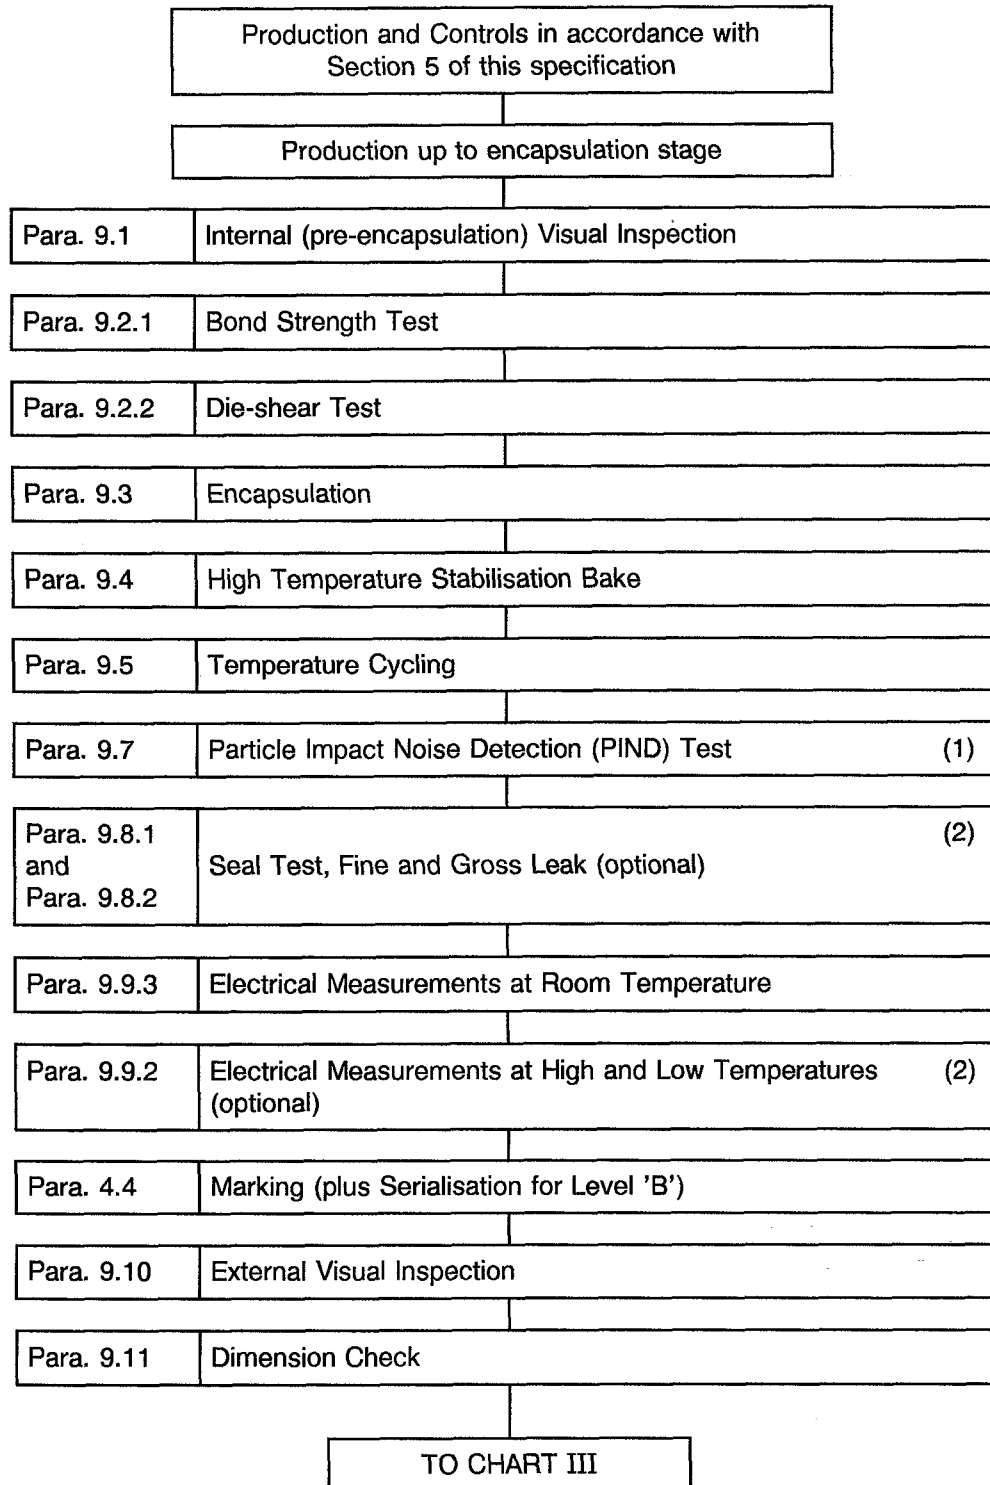 Production and Controls in accordance with
Section 5 of this specification
Production up to encapsulation stage
Para. 9.1 Internal (pre-encapsulation) Visual Inspection
Para. 9.2.1 Bond Strength Test
Para. 9.2.2 Die-shear Test
Para. 9.3 Encapsulation
Para. 9.4 High Temperature Stabilisation Bake
Para. 9.5 Temperature Cycling
Para. 9.7 Particle Impact Noise Detection (PIND) Test (1)
Para. 9.8.1 (2)
and Seal Test, Fine and Gross Leak (optional)
Para. 9.8.2
Para. 9.9.3 Electrical Measurements at Room Temperature
Para. 9.9.2 Electrical Measurements at High and Low Temperatures (2)
(optional)
Para. 4.4 Marking (plus Serialisation for Level 'B')
Para. 9.10 External Visual Inspection
Para. 9.11 Dimension Check
TO CHART III